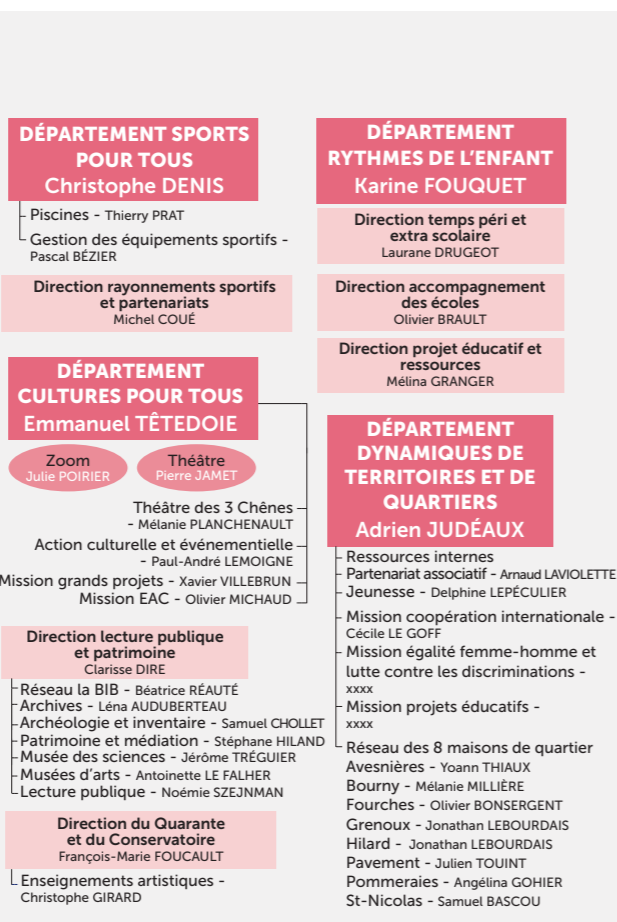 DÉPARTEMENT SPORTS
POUR TOUS
Christophe DENIS
Piscines - Thierry PRAT
Gestion des équipements sportifs -
Pascal BÉZIER
Direction rayonnements sportifs
et partenariats
Michel COUÉ
DÉPARTEMENT
CULTURES POUR TOUS
Emmanuel TÊTEDOIE
Zoom
Julie POIRIER
Théâtre
Pierre JAMET
Théâtre des 3 Chênes
- Mélanie PLANCHENAULT
Action culturelle et événementielle
- Paul-André LEMOIGNE
Mission grands projets - Xavier VILLEBRUN
Mission EAC - Olivier MICHAUD
Direction lecture publique
et patrimoine
Clarisse DIRE
Réseau la BIB - Béatrice RÉAUTÉ
Archives - Léna AUDUBERTEAU
Archéologie et inventaire - Samuel CHOLLET
Patrimoine et médiation - Stéphane HILAND
Musée des sciences - Jérôme TRÉGUIER
Musées d'arts - Antoinette LE FALHER
Lecture publique - Noémie SZEJNMAN
Direction du Quarante
et du Conservatoire
François-Marie FOUCAULT
Enseignements artistiques -
Christophe GIRARD
DÉPARTEMENT
RYTHMES DE L'ENFANT
Karine FOUQUET
Direction temps péri et
extra scolaire
Laurane DRUGEOT
Direction accompagnement
des écoles
Olivier BRAULT
Direction projet éducatif et
ressources
Mélina GRANGER
DÉPARTEMENT
DYNAMIQUES DE
TERRITOIRES ET DE
QUARTIERS
Adrien JUDÉAUX
Ressources internes
Partenariat associatif - Arnaud LAVIOLETTE
Jeunesse - Delphine LEPÉCULIER
Mission coopération internationale -
Cécile LE GOFF
Mission égalité femme-homme et
lutte contre les discriminations -
xxxx
Mission projets éducatifs -
xxxx
Réseau des 8 maisons de quartier
Avesnières - Yoann THIAUX
Bourny - Mélanie MILLIÈRE
Fourches - Olivier BONSERGENT
Grenoux - Jonathan LEBOURDAIS
Hilard - Jonathan LEBOURDAIS
Pavement - Julien TOUINT
Pommeraies - Angélina GOHIER
St-Nicolas - Samuel BASCOU